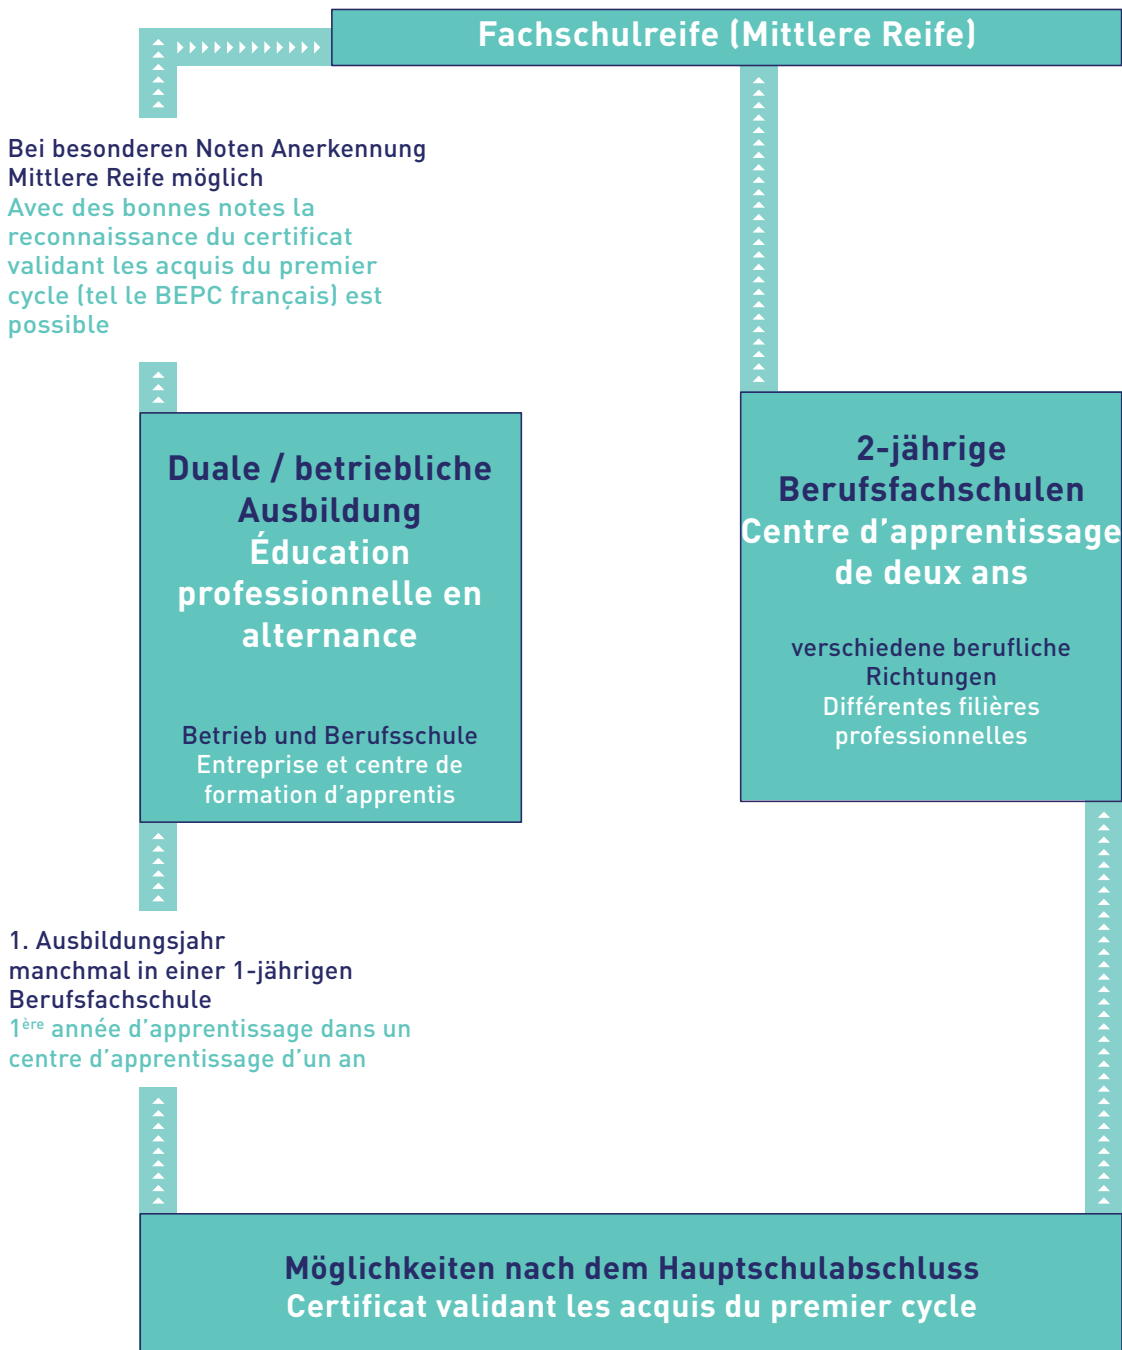 Fachschulreife (Mittlere Reife)
Bei besonderen Noten Anerkennung
Mittlere Reife möglich
Avec des bonnes notes la
reconnaissance du certificat
validant les acquis du premier
cycle (tel le BEPC français) est
possible
Duale / betriebliche
Ausbildung
Éducation
professionnelle en
alternance
Betrieb und Berufsschule
Entreprise et centre de
formation d’apprentis
2-jährige
Berufsfachschulen
Centre d’apprentissage
de deux ans
verschiedene berufliche
Richtungen
Différentes filières
professionnelles
1. Ausbildungsjahr
manchmal in einer 1-jährigen
Berufsfachschule
1ère année d’apprentissage dans un
centre d’apprentissage d’un an
Möglichkeiten nach dem Hauptschulabschluss
Certificat validant les acquis du premier cycle